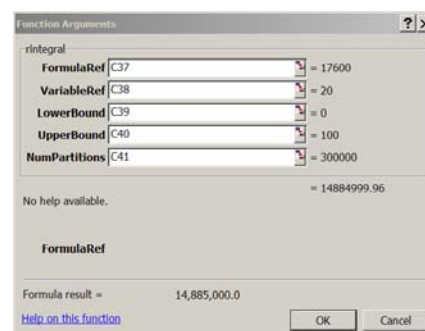 Function Arguments
rIntegral
FormulaRef C37 = 17600
VariableRef C38 = 20
LowerBound C39 = 0
UpperBound C40 = 100
NumPartitions C41 = 300000
= 14884999.96
No help available.
FormulaRef
Formula result = 14,885,000.0
Help on this function OK Cancel